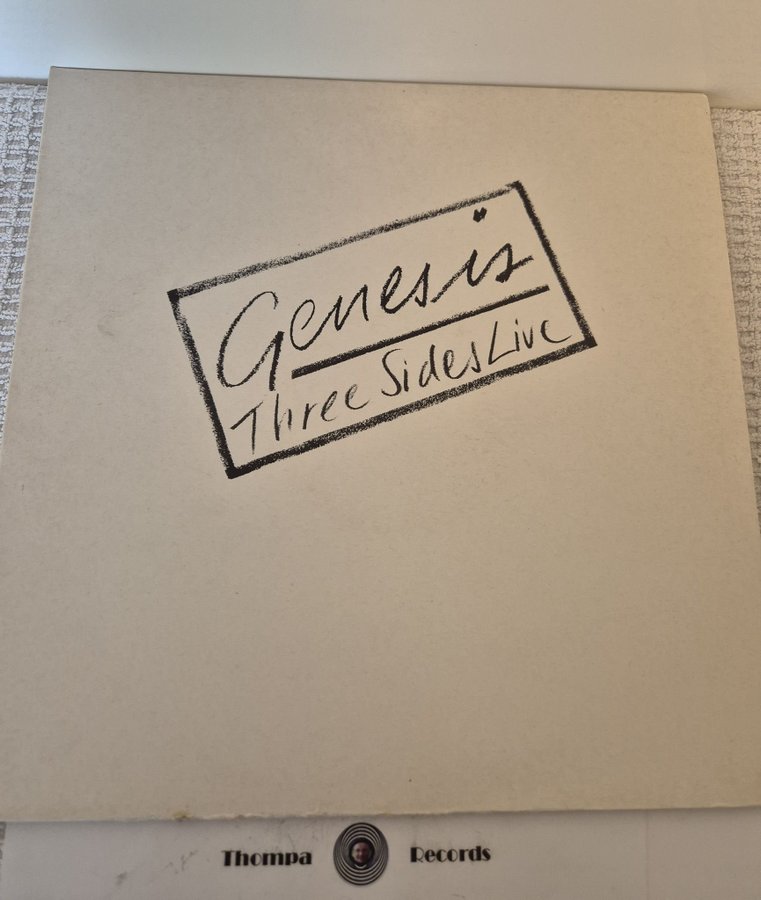 Genesis
Three Sides Live
Thompa Records